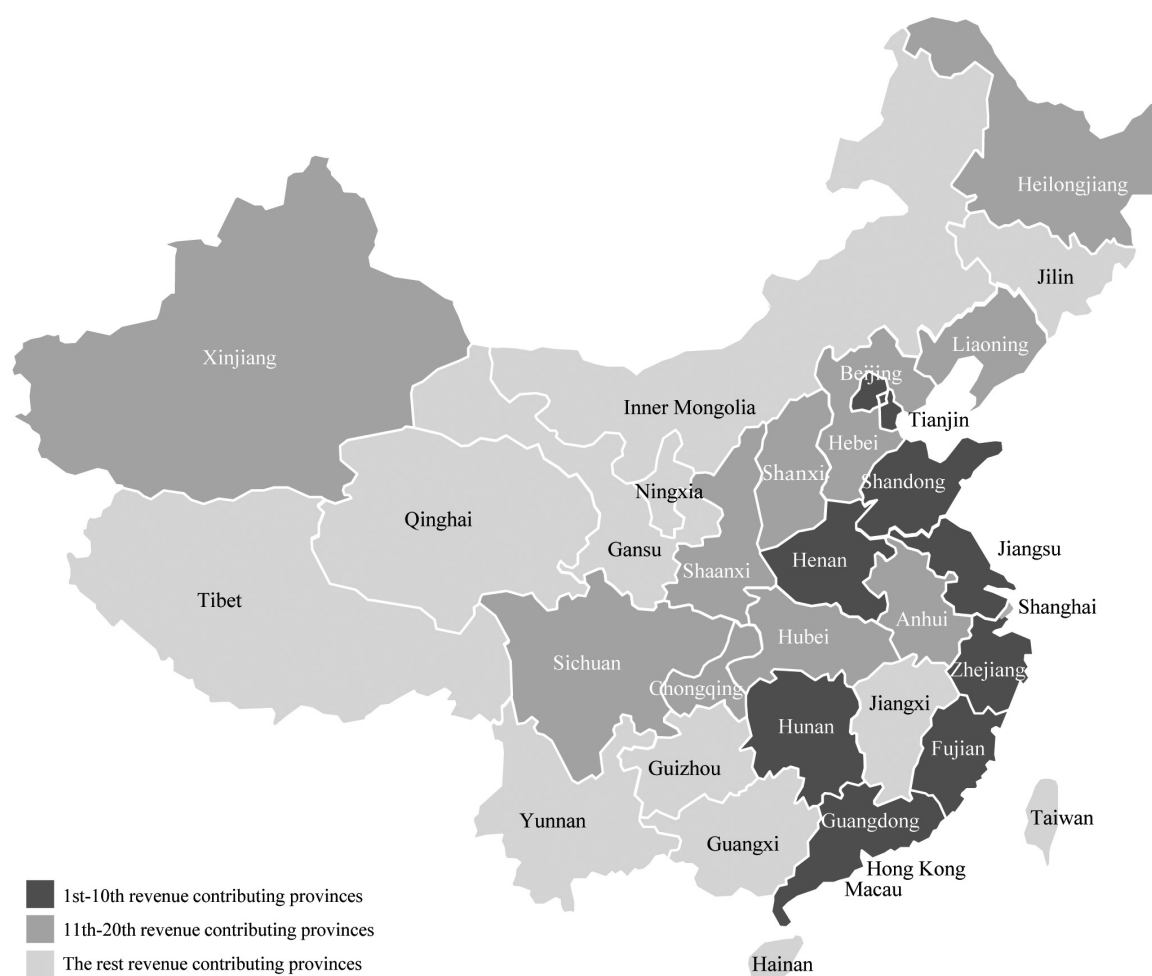 Heilongjiang
Jilin
Xinjiang
Liaoning
Beijing
Inner Mongolia
Tianjin
Hebei
Shanxi
Shandong
Ningxia
Qinghai
Gansu
Henan
Jiangsu
Shaanxi
Tibet
Shanghai
Anhui
Hubei
Sichuan
Zhejiang
Chongqing
Jiangxi
Hunan
Fujian
Guizhou
Taiwan
Yunnan
Guangdong
Guangxi
Hong Kong
Macau
1st-10th revenue contributing provinces
11th-20th revenue contributing provinces
The rest revenue contributing provinces
Hainan